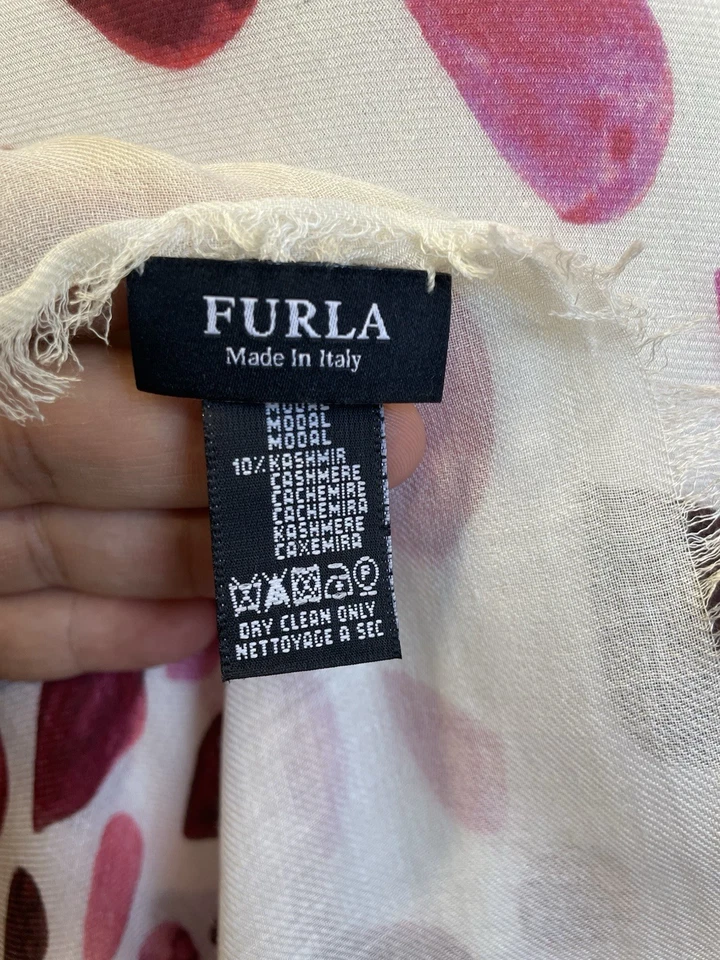 FURLA
Made In Italy
MODAL
MODAL
MODAL
10% KASHMIR
CASHMERE
CACHEMIRE
CACHEMIRA
KASHMERE
CAXEMIRA
P
DRY CLEAN ONLY
NETTOYAGE A SEC